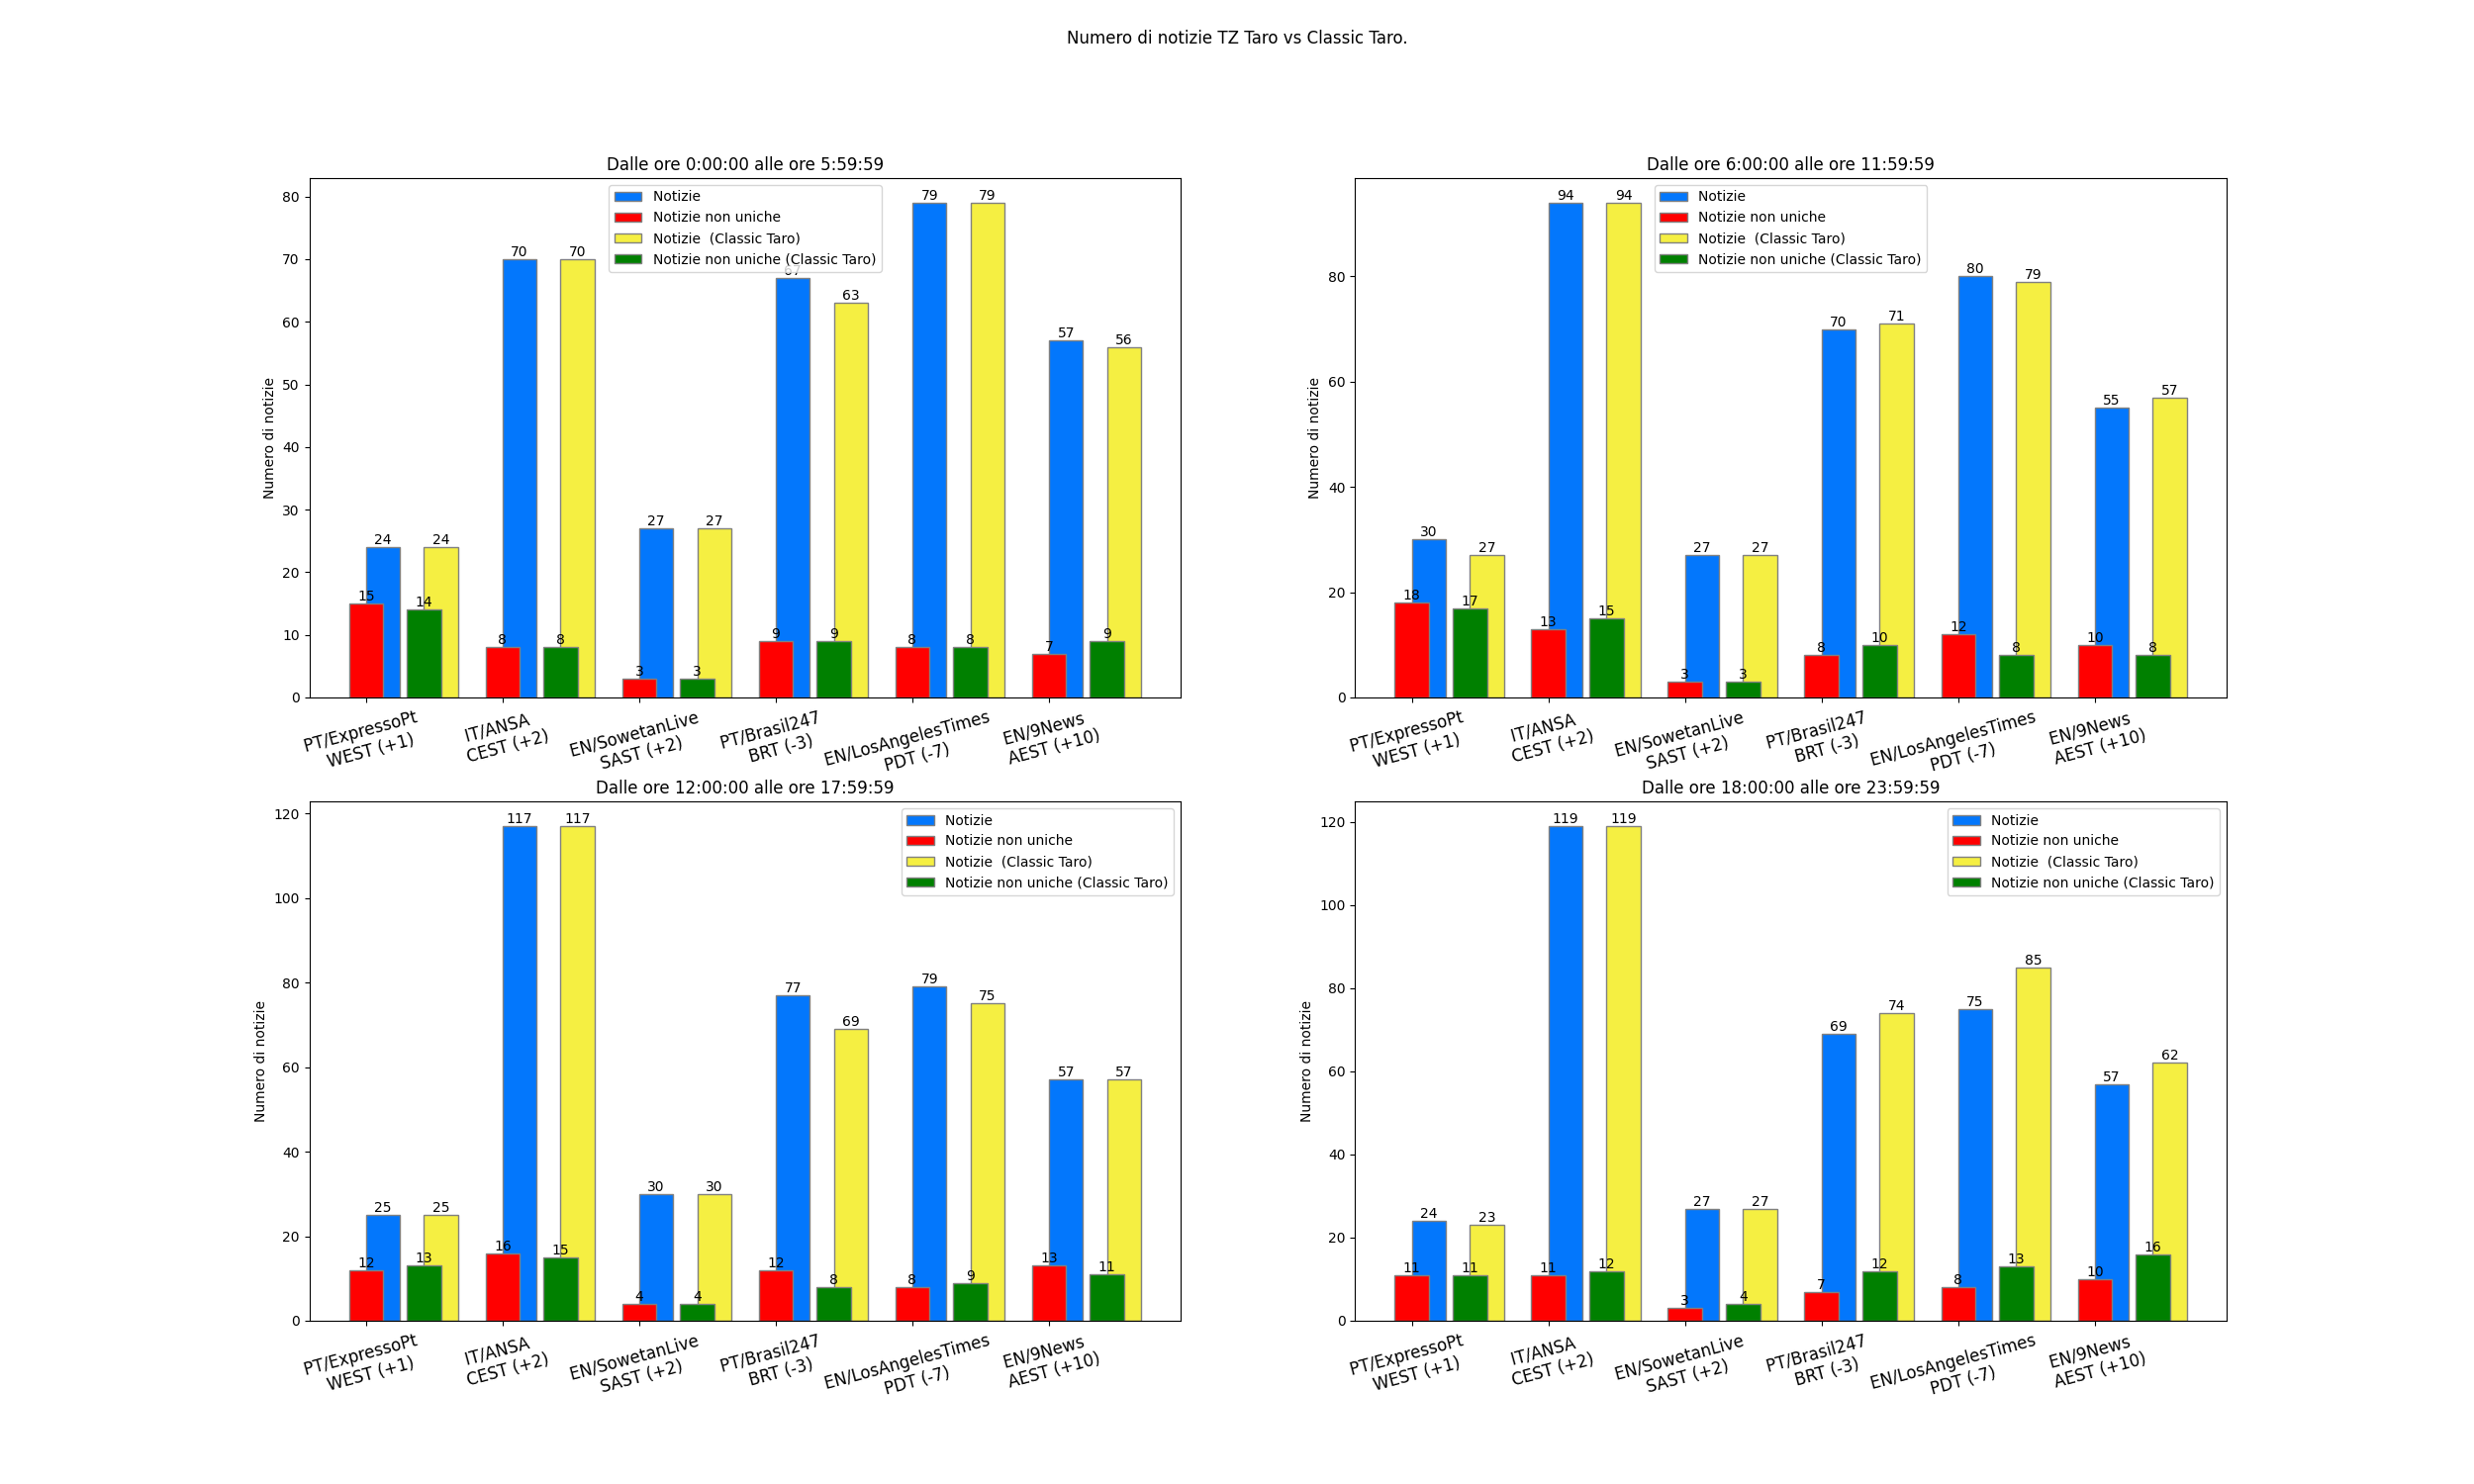 Numero di notizie TZ Taro vs Classic Taro.
Dalle ore 0:00:00 alle ore 5:59:59
Numero di notizie
80
70
60
50
40
30
20
10
0
Notizie
Notizie non uniche
Notizie  (Classic Taro)
Notizie non uniche (Classic Taro)
24 70 27 67 79 57
15 8 3 9 8 7
24 70 27 63 79 56
14 8 3 9 8 9
PT/ExpressoPt
WEST (+1)
IT/ANSA
CEST (+2)
EN/SowetanLive
SAST (+2)
PT/Brasil247
BRT (-3)
EN/LosAngelesTimes
PDT (-7)
EN/9News
AEST (+10)
Dalle ore 6:00:00 alle ore 11:59:59
Numero di notizie
80
60
40
20
0
Notizie
Notizie non uniche
Notizie  (Classic Taro)
Notizie non uniche (Classic Taro)
30 94 27 70 80 55
18 13 3 8 12 10
27 94 27 71 79 57
17 15 3 10 8 8
PT/ExpressoPt
WEST (+1)
IT/ANSA
CEST (+2)
EN/SowetanLive
SAST (+2)
PT/Brasil247
BRT (-3)
EN/LosAngelesTimes
PDT (-7)
EN/9News
AEST (+10)
Dalle ore 12:00:00 alle ore 17:59:59
Numero di notizie
120
100
80
60
40
20
0
Notizie
Notizie non uniche
Notizie  (Classic Taro)
Notizie non uniche (Classic Taro)
25 117 30 77 79 57
12 16 4 12 8 13
25 117 30 69 75 57
13 15 4 8 9 11
PT/ExpressoPt
WEST (+1)
IT/ANSA
CEST (+2)
EN/SowetanLive
SAST (+2)
PT/Brasil247
BRT (-3)
EN/LosAngelesTimes
PDT (-7)
EN/9News
AEST (+10)
Dalle ore 18:00:00 alle ore 23:59:59
Numero di notizie
120
100
80
60
40
20
0
Notizie
Notizie non uniche
Notizie  (Classic Taro)
Notizie non uniche (Classic Taro)
24 119 27 69 75 57
11 11 3 7 8 10
23 119 27 74 85 62
11 12 4 12 13 16
PT/ExpressoPt
WEST (+1)
IT/ANSA
CEST (+2)
EN/SowetanLive
SAST (+2)
PT/Brasil247
BRT (-3)
EN/LosAngelesTimes
PDT (-7)
EN/9News
AEST (+10)